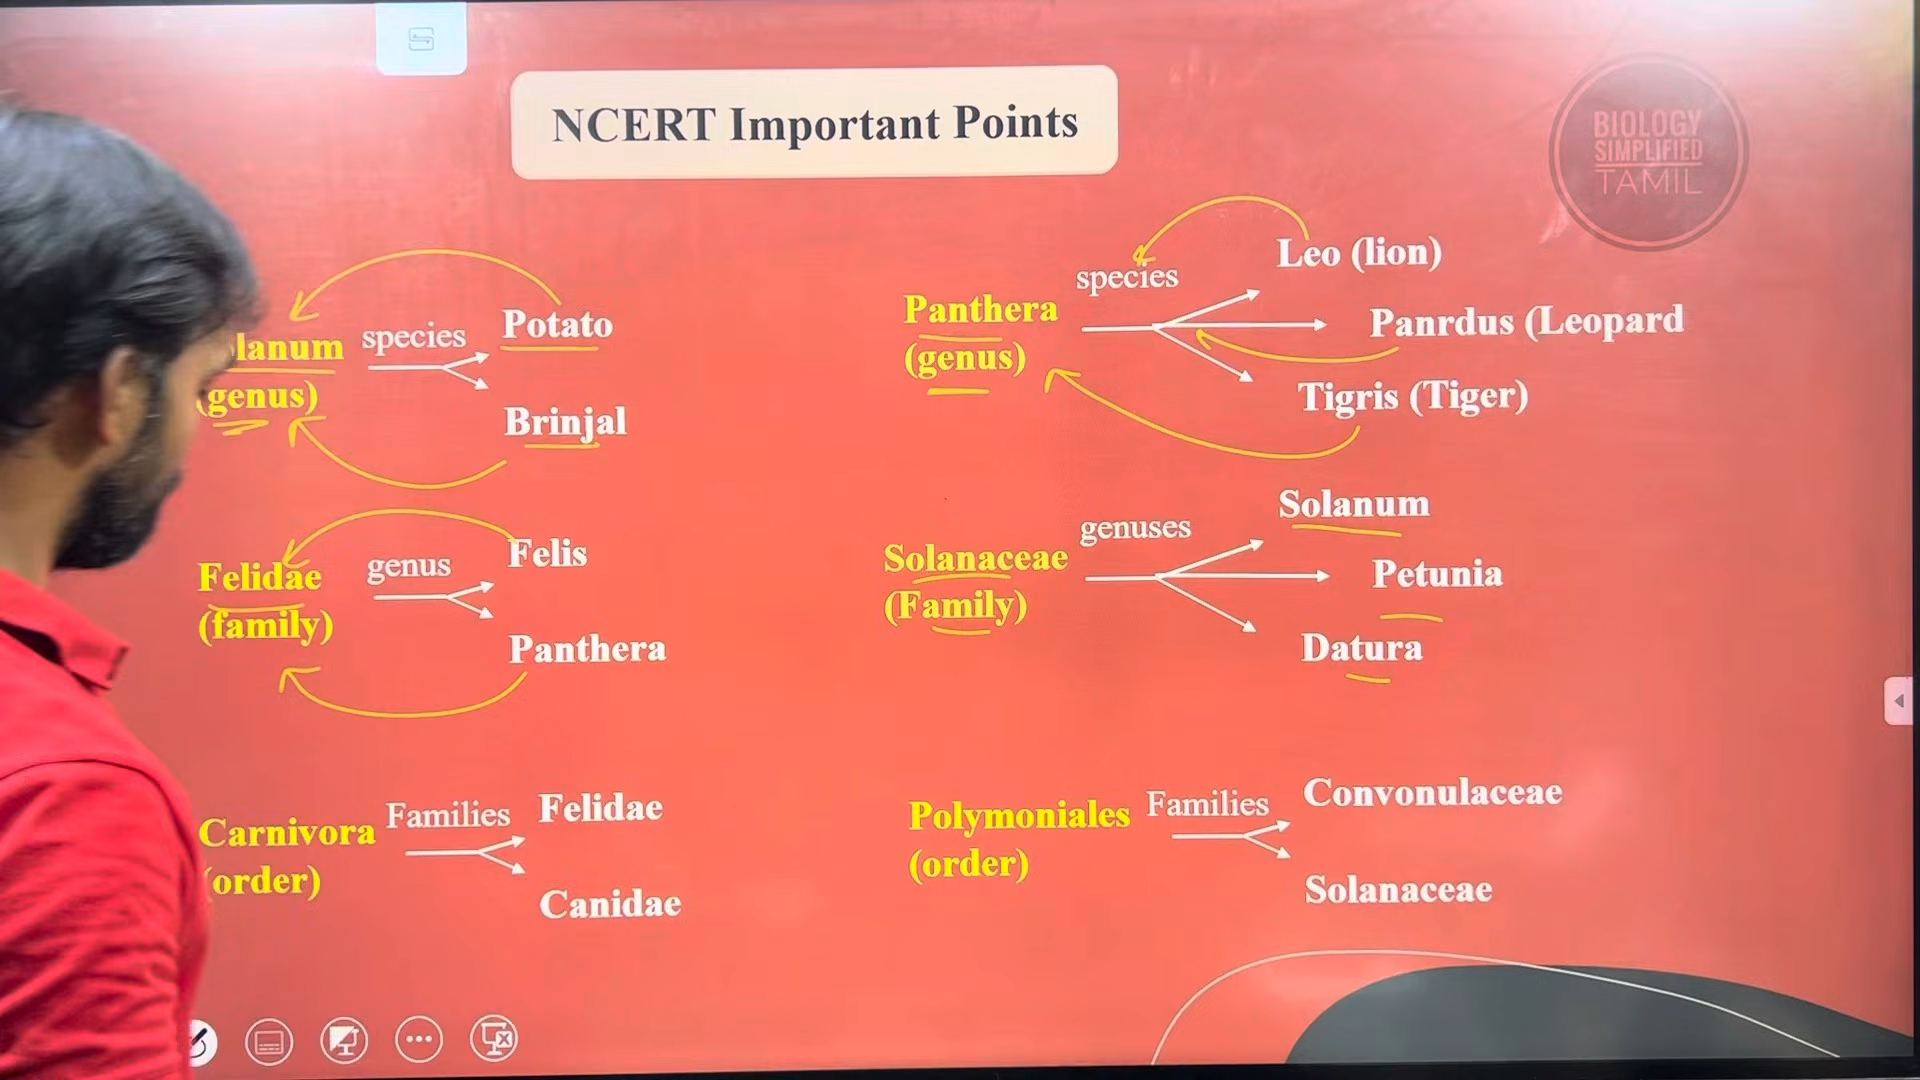 NCERT Important Points
BIOLOGY
SIMPLIFIED
TAMIL
lanum
(genus)
species
Potato
Brinjal
Panthera
(genus)
species
Leo (lion)
Panrdus (Leopard
Tigris (Tiger)
Felidae
(family)
genus
Felis
Panthera
Solanaceae
(Family)
genuses
Solanum
Petunia
Datura
Carnivora
(order)
Families
Felidae
Canidae
Polymoniales
(order)
Families
Convonulaceae
Solanaceae